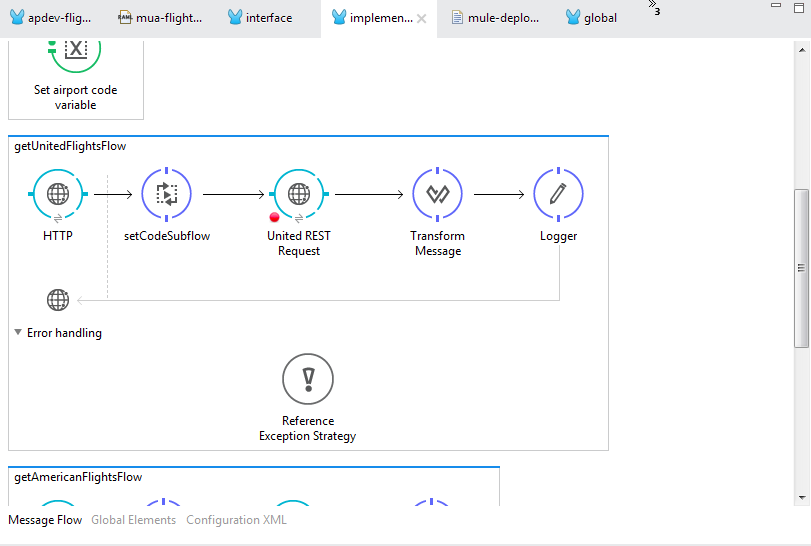 apdev-flig...
RAML
mua-flight...
interface
implemen...
mule-deplo...
global
»3
Set airport code
variable
getUnitedFlightsFlow
HTTP
setCodeSubflow
United REST
Request
Transform
Message
Logger
Error handling
Reference
Exception Strategy
getAmericanFlightsFlow
Message Flow
Global Elements
Configuration XML